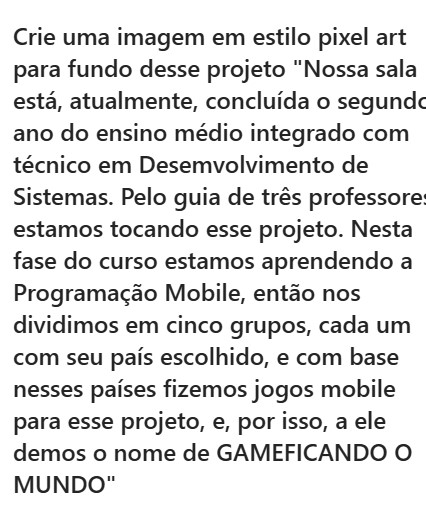 Crie uma imagem em estilo pixel art
para fundo desse projeto "Nossa sala
está, atualmente, concluída o segundo
ano do ensino médio integrado com
técnico em Desemvolvimento de
Sistemas. Pelo guia de três professores
estamos tocando esse projeto. Nesta
fase do curso estamos aprendendo a
Programação Mobile, então nos
dividimos em cinco grupos, cada um
com seu país escolhido, e com base
nesses países fizemos jogos mobile
para esse projeto, e, por isso, a ele
demos o nome de GAMEFICANDO O
MUNDO"